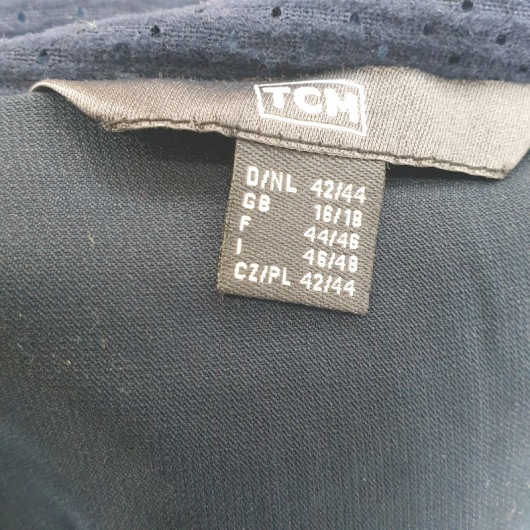 TCM
D/NL 42/44
GB 16/18
F 44/46
I 46/48
CZ/PL 42/44